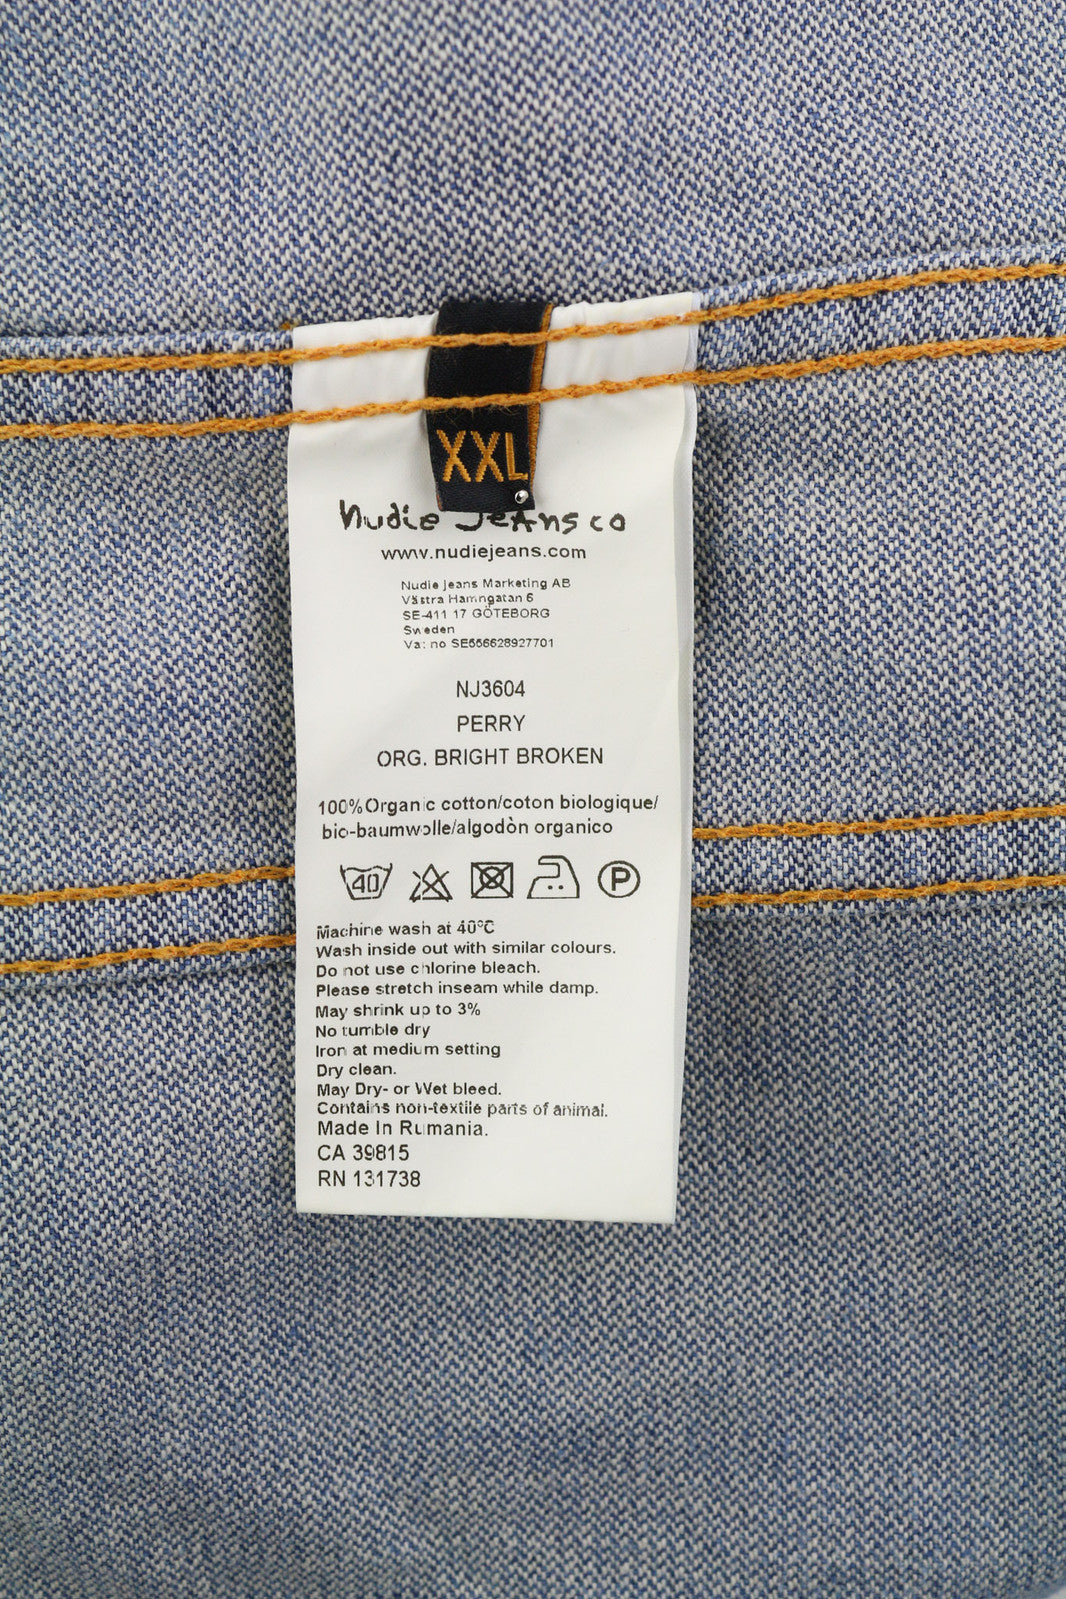 XXL
Nudie Jeans co
www.nudiejeans.com
Nudie Jeans Marketing AB
Västra Hamngatan 6
SE-411 17 GÖTEBORG
Sweden
Vat no SE556628927701
NJ3604
PERRY
ORG. BRIGHT BROKEN
100%Organic cotton/coton biologique/
bio-baumwolle/algodòn organico
40 P
Machine wash at 40°C
Wash inside out with similar colours.
Do not use chlorine bleach.
Please stretch inseam while damp.
May shrink up to 3%
No tumble dry
Iron at medium setting
Dry clean.
May Dry- or Wet bleed.
Contains non-textile parts of animal.
Made In Rumania.
CA 39815
RN 131738